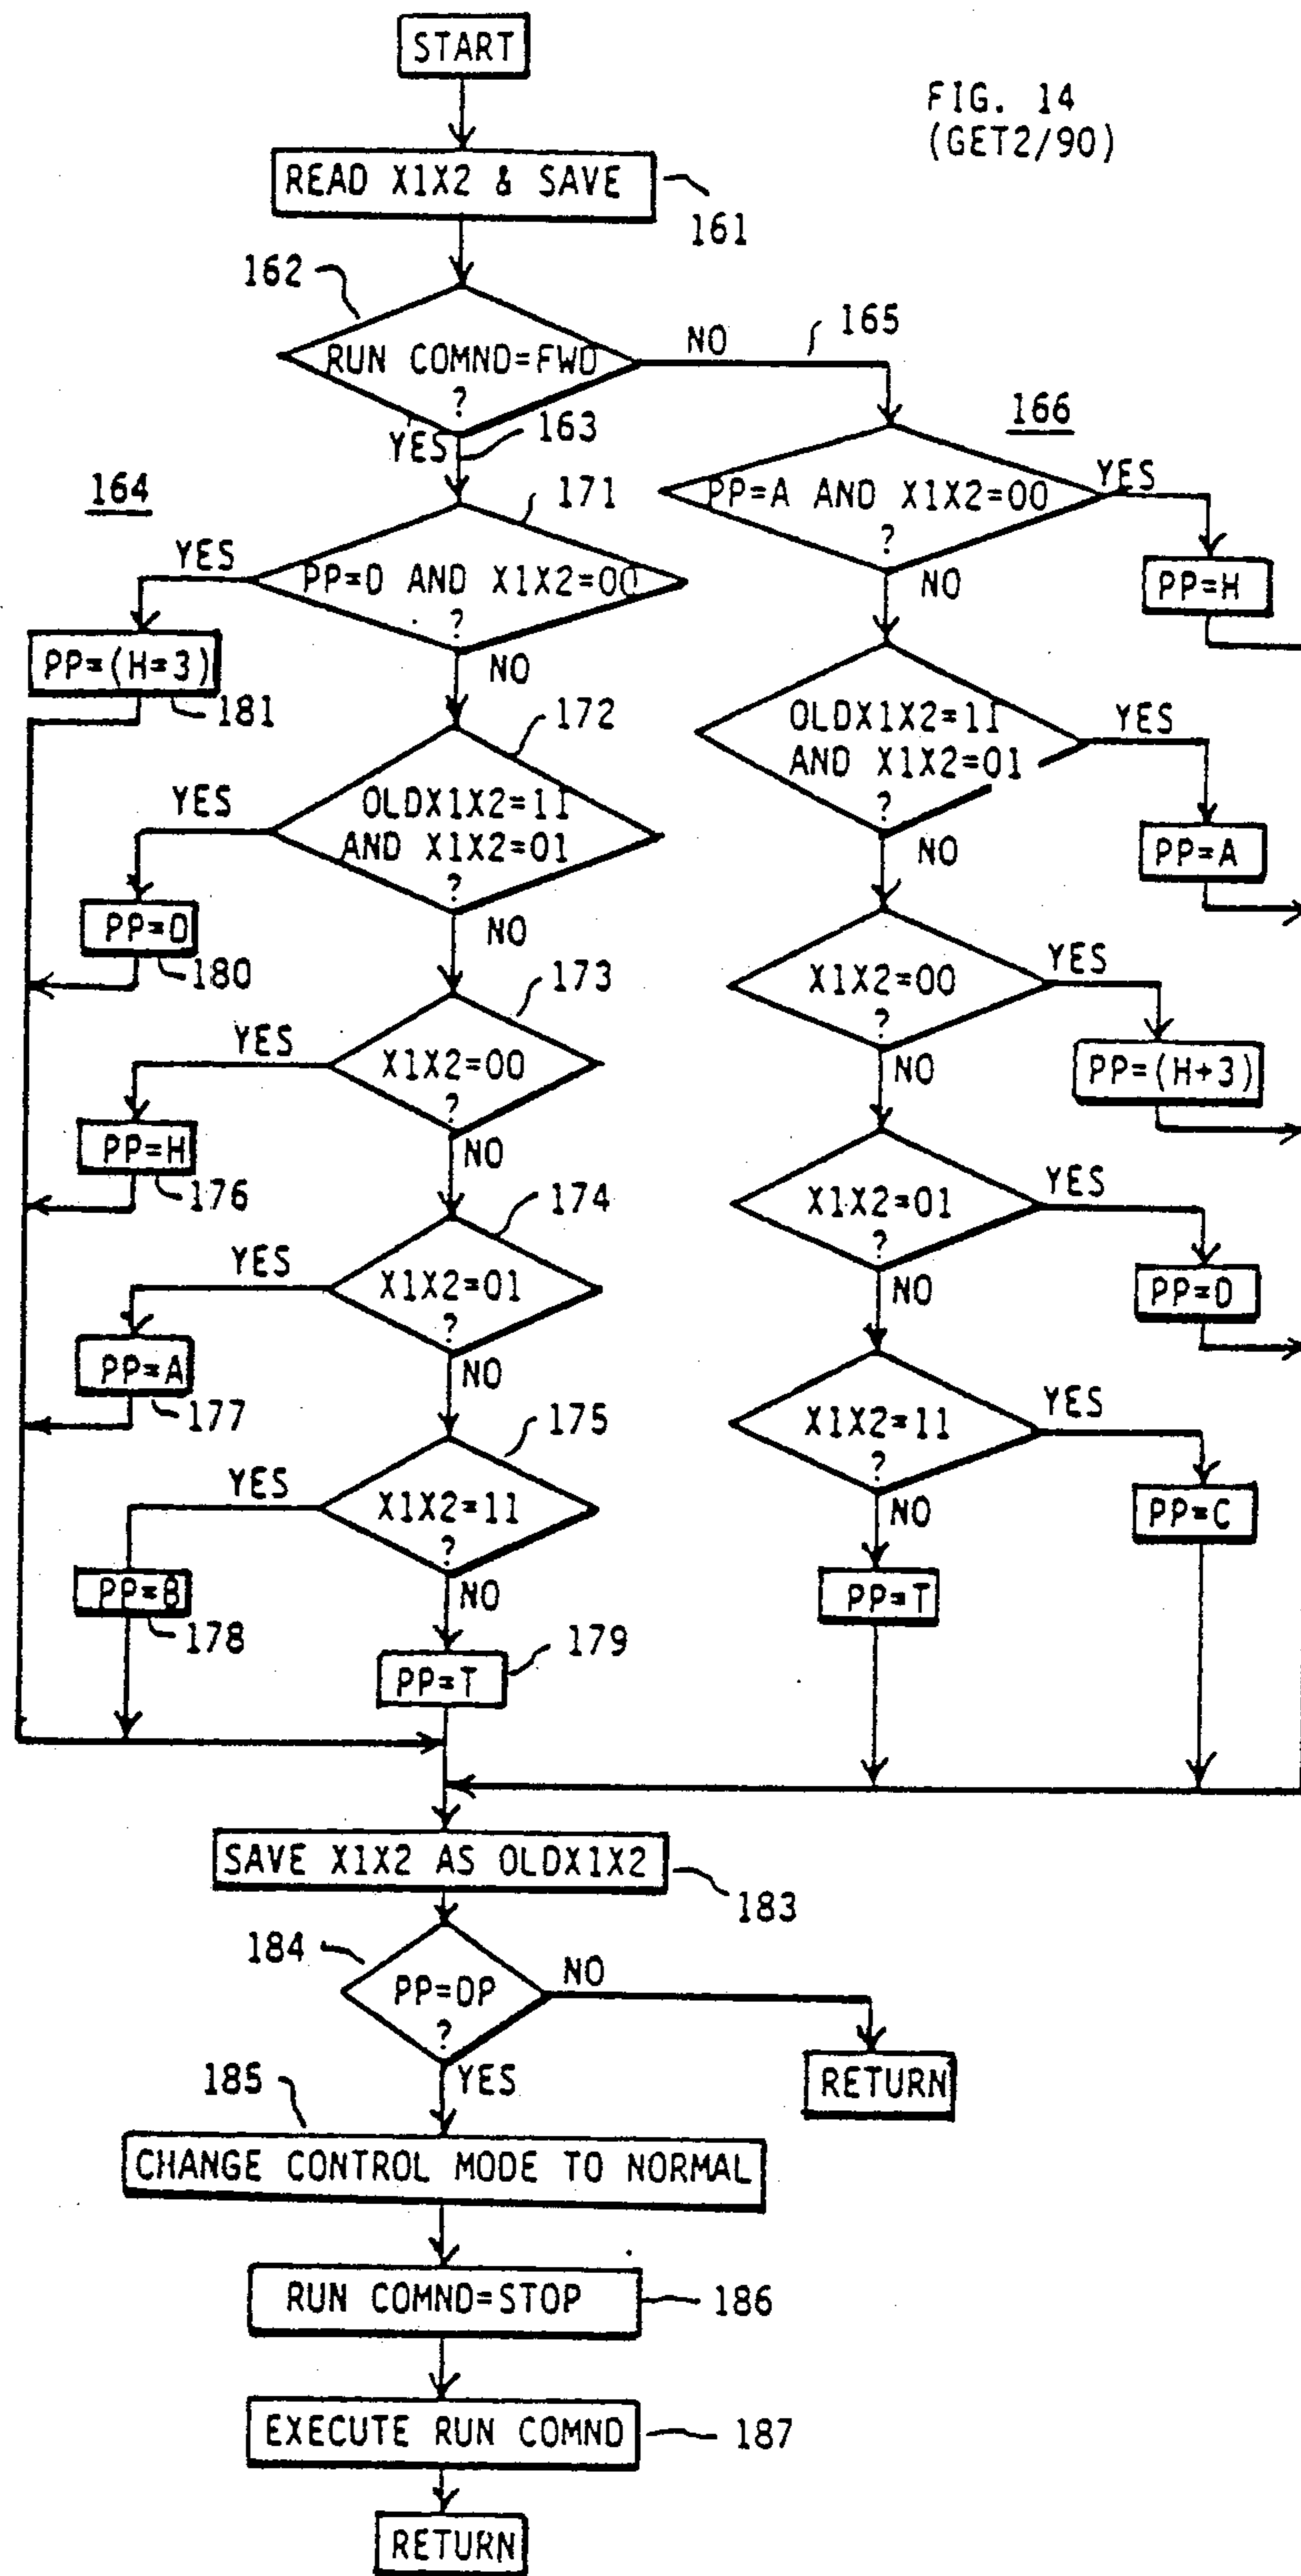 START
FIG. 14
(GET2/90)
READ X1X2 & SAVE
161
162
RUN COMND=FWD
?
NO
165
YES
163
166
164
171
PP=D AND X1X2=00
?
YES
NO
PP=(H=3)
181
PP=A AND X1X2=00
?
YES
NO
PP=H
172
OLDX1X2=11
AND X1X2=01
?
YES
NO
PP=D
180
OLDX1X2=11
AND X1X2=01
?
YES
NO
PP=A
173
X1X2=00
?
YES
NO
PP=H
176
X1X2=00
?
YES
NO
PP=(H+3)
174
X1X2=01
?
YES
NO
PP=A
177
X1X2=01
?
YES
NO
PP=D
175
X1X2=11
?
YES
NO
PP=B
178
X1X2=11
?
YES
NO
PP=C
PP=T
179
PP=T
SAVE X1X2 AS OLDX1X2
183
184
PP=DP
?
NO
YES
RETURN
185
CHANGE CONTROL MODE TO NORMAL
RUN COMND=STOP
186
EXECUTE RUN COMND
187
RETURN